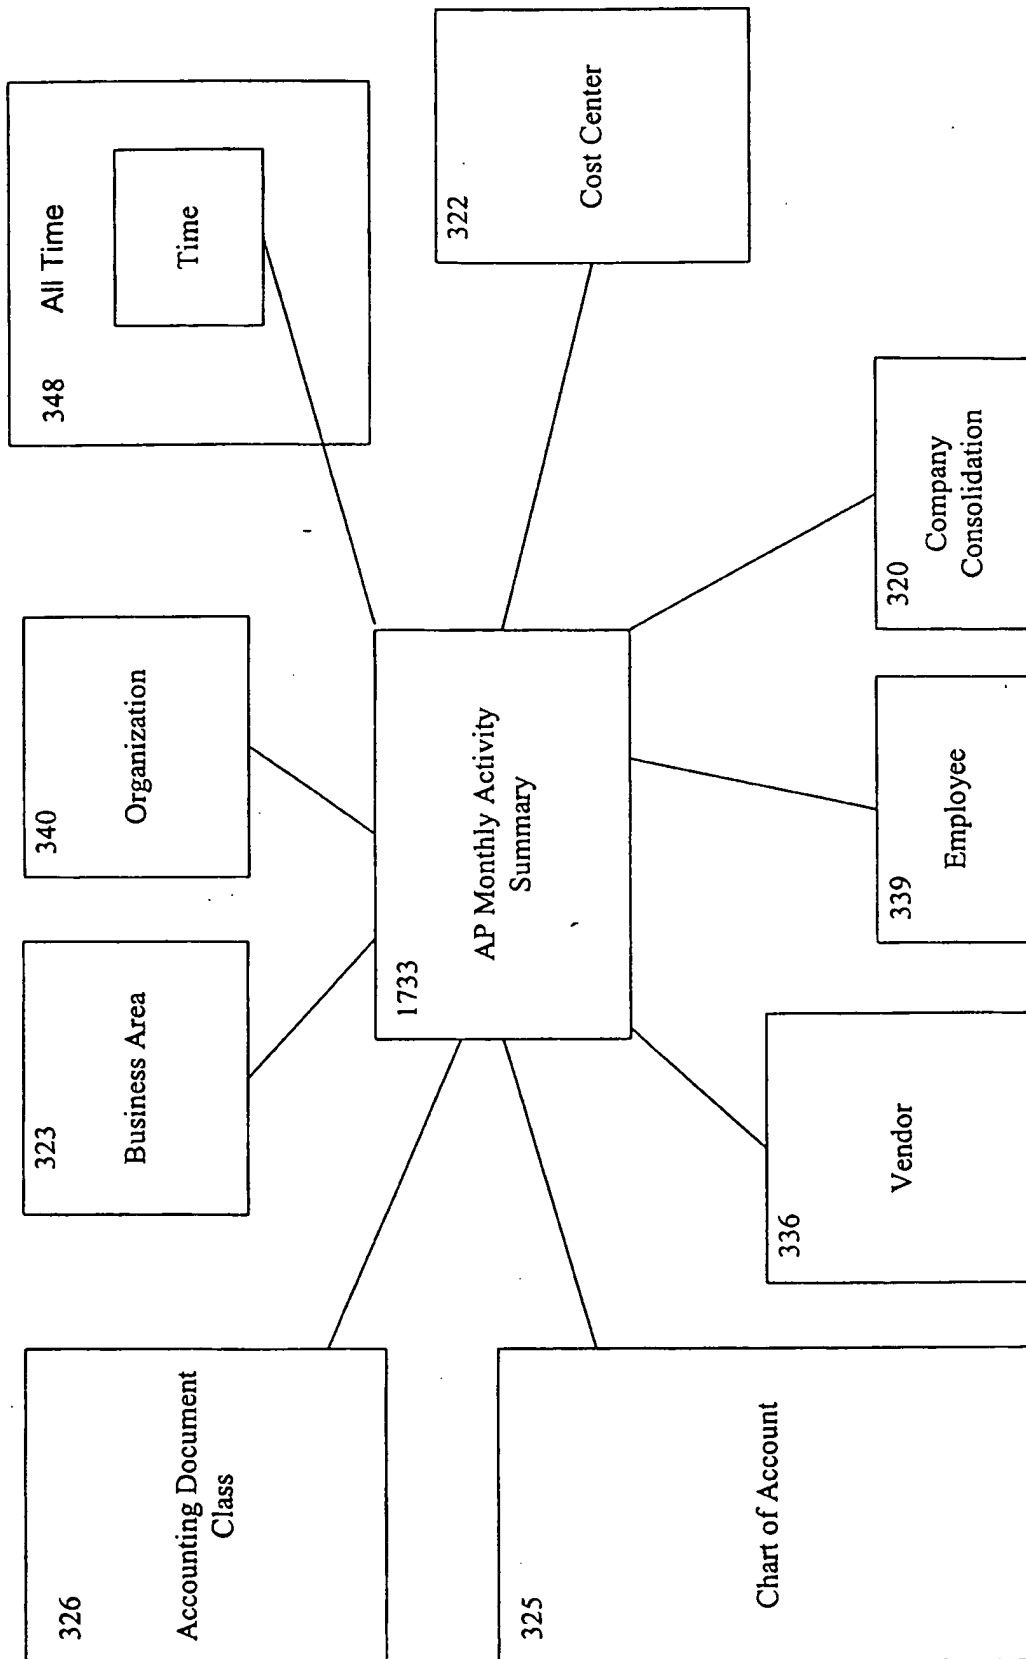 326
Accounting Document
Class
323
Business Area
340
Organization
348
All Time
Time
1733
AP Monthly Activity
Summary
322
Cost Center
325
Chart of Account
336
Vendor
339
Employee
320
Company
Consolidation